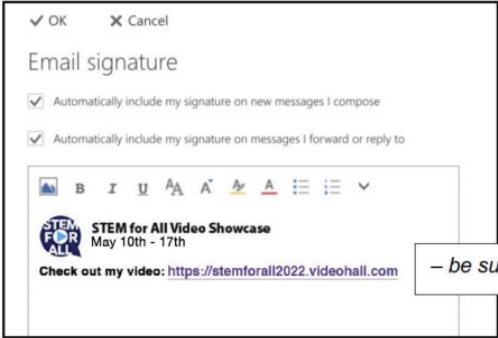 OK Cancel
Email signature
Automatically include my signature on new messages I compose
Automatically include my signature on messages I forward or reply to
B I U AA A A A
STEM
FOR
ALL
STEM for All Video Showcase
May 10th - 17th
Check out my video: https://stemforall2022.videohall.com
– be su